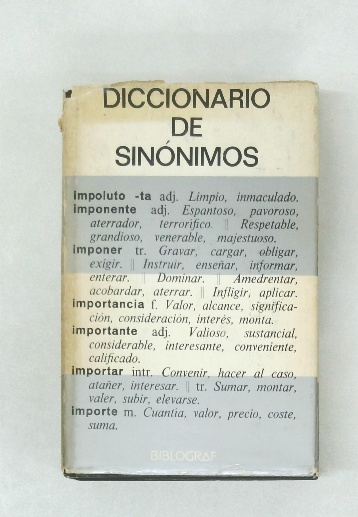 DICCIONARIO
DE
SINÓNIMOS
impoluto -ta adj. Limpio, inmaculado.
imponente adj. Espantoso, pavoroso,
aterrador, terrorífico. || Respetable,
grandioso, venerable, majestuoso.
imponer tr. Gravar, cargar, obligar,
exigir. || Instruir, enseñar, informar,
enterar. || Dominar. || Amedrentar,
acobardar, aterrar. || Infligir, aplicar.
importancia f. Valor, alcance, significa-
ción, consideración, interés, monta.
importante adj. Valioso, sustancial,
considerable, interesante, conveniente,
calificado.
importar intr. Convenir, hacer al caso,
atañer, interesar. || tr. Sumar, montar,
valer, subir, elevarse.
importe m. Cuantía, valor, precio, coste,
suma.
BIBLOGRAF